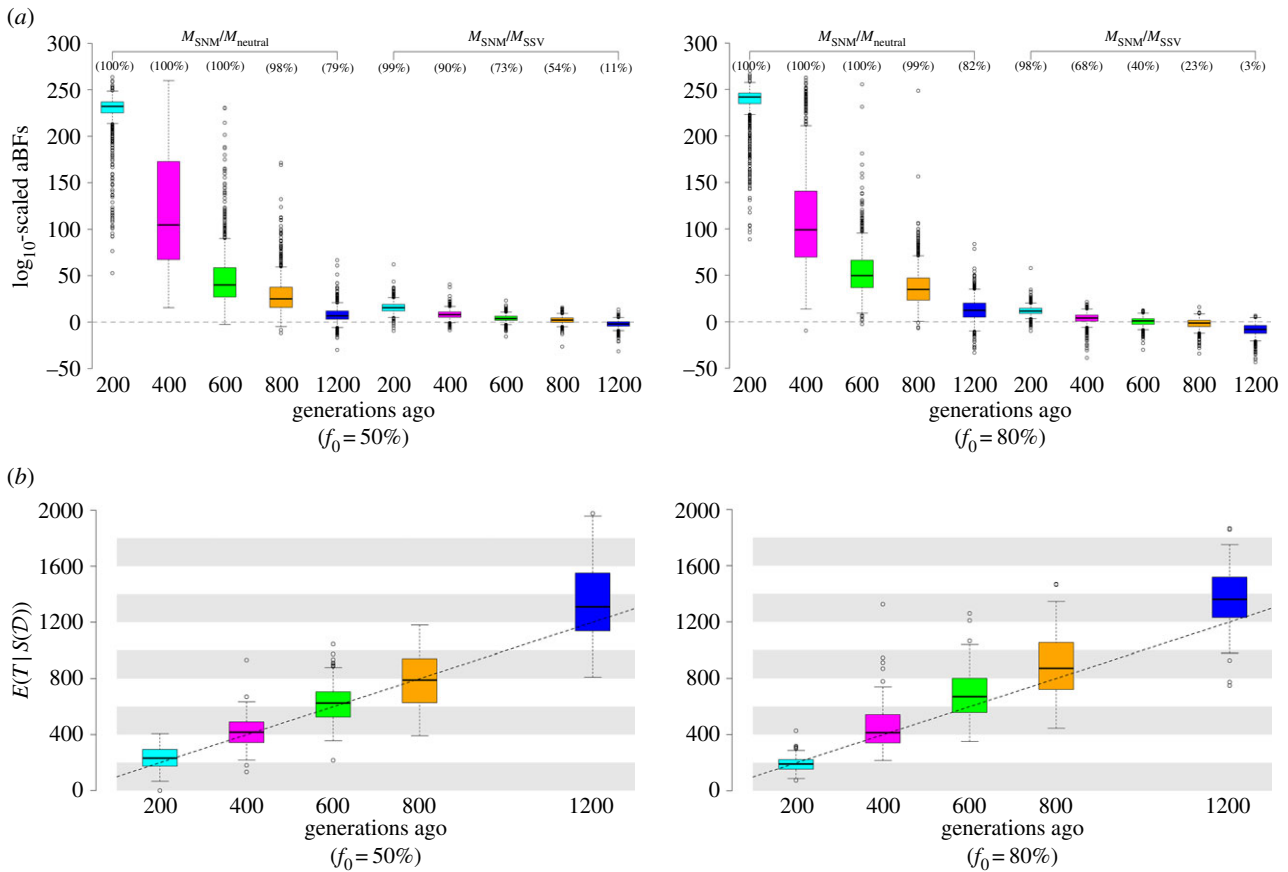 (a)
M_SNM/M_neutral M_SNM/M_SSV
(100%) (100%) (100%) (98%) (79%) (99%) (90%) (73%) (54%) (11%)
log10-scaled aBFs
300
250
200
150
100
50
0
–50
200 400 600 800 1200 200 400 600 800 1200
generations ago
(f0 = 50%)
M_SNM/M_neutral M_SNM/M_SSV
(100%) (100%) (100%) (99%) (82%) (98%) (68%) (40%) (23%) (3%)
300
250
200
150
100
50
0
–50
200 400 600 800 1200 200 400 600 800 1200
generations ago
(f0 = 80%)
(b)
E(T | S(𝒟))
2000
1600
1200
800
400
0
200 400 600 800 1200
generations ago
(f0 = 50%)
2000
1600
1200
800
400
0
200 400 600 800 1200
generations ago
(f0 = 80%)